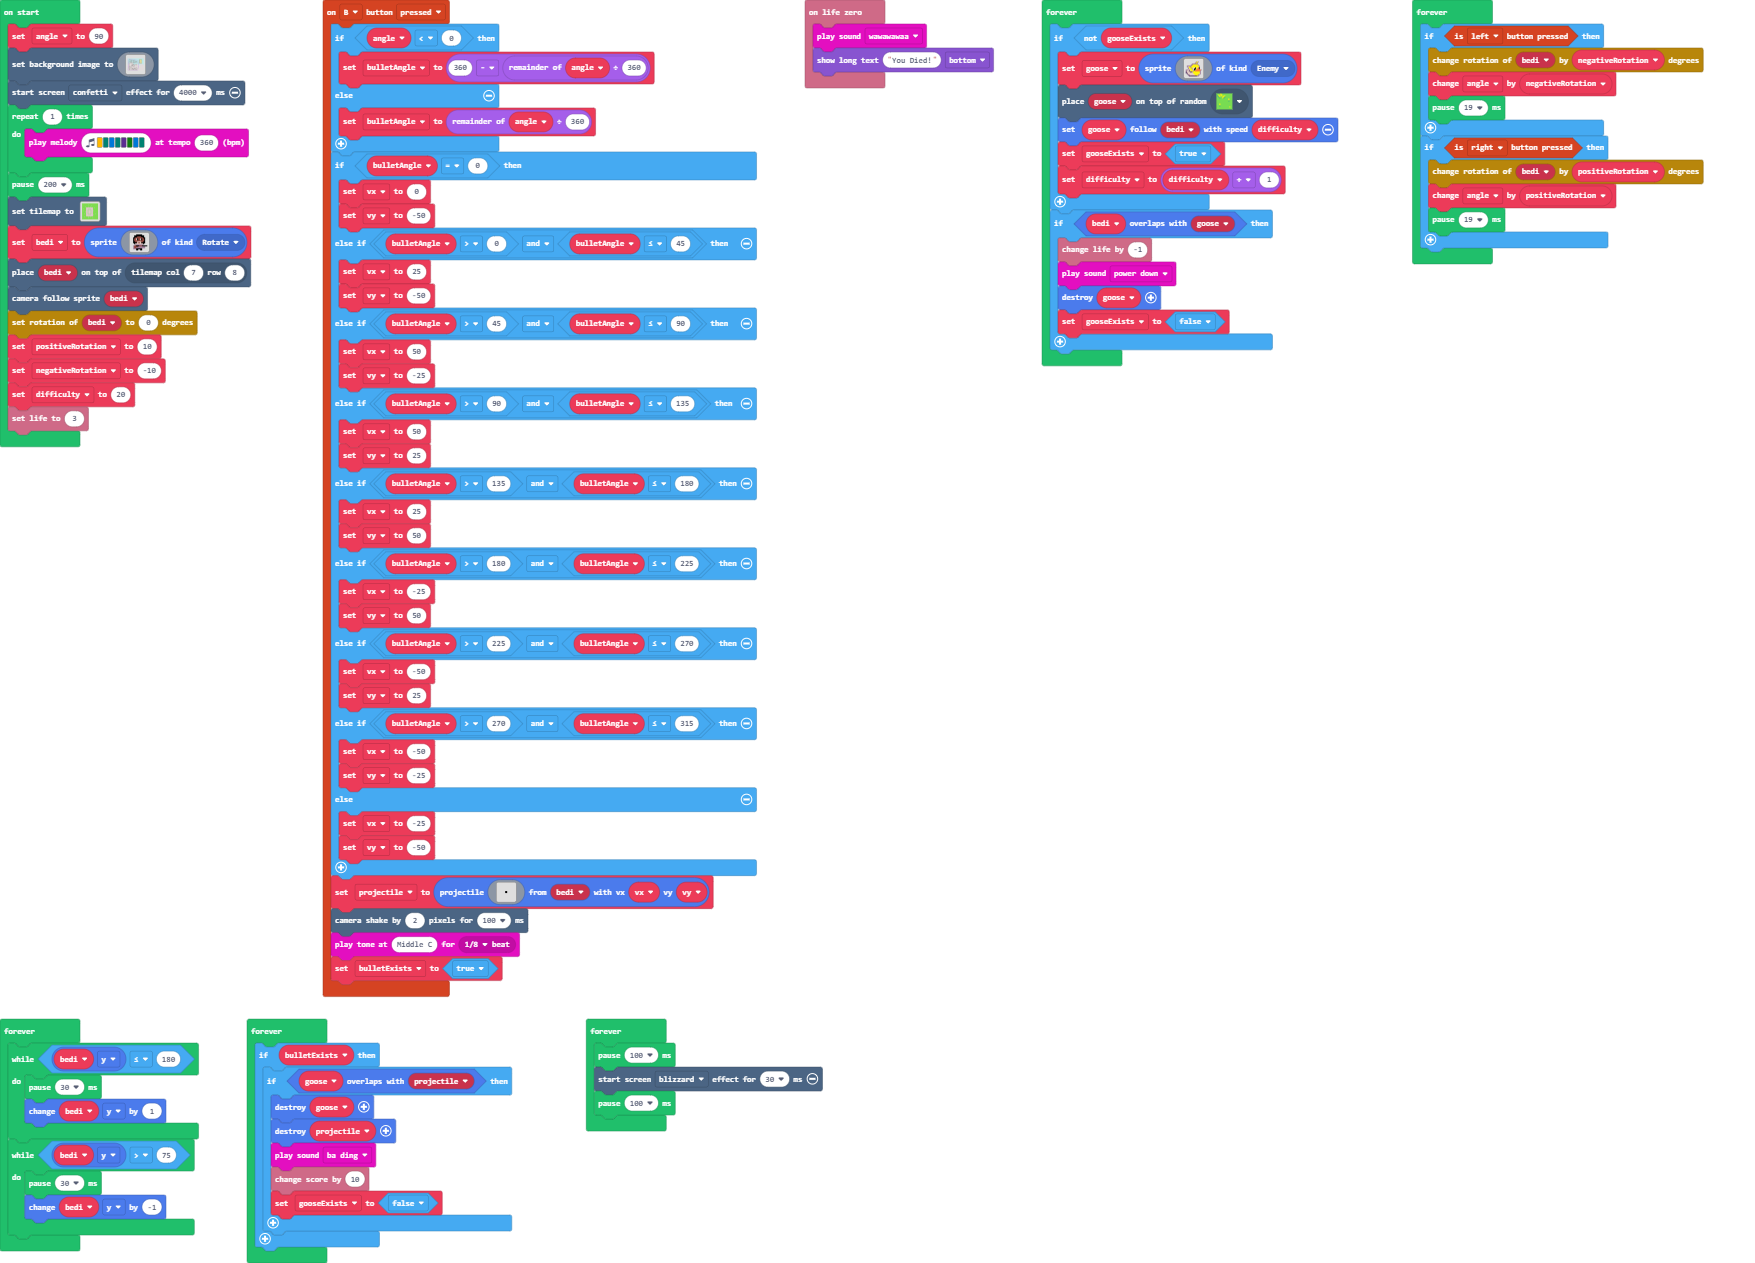 on start
set angle to 90
set background image to
start screen confetti effect for 4000 ms
repeat 1 times
do
play melody at tempo 360 (bpm)
pause 200 ms
set tilemap to
set bedi to sprite of kind Rotate
place bedi on top of tilemap col 7 row 8
camera follow sprite bedi
set rotation of bedi to 0 degrees
set positiveRotation to 10
set negativeRotation to -10
set difficulty to 20
set life to 3
on B button pressed
if angle < 0 then
set bulletAngle to 360 - remainder of angle ÷ 360
else
set bulletAngle to remainder of angle ÷ 360
if bulletAngle = 0 then
set vx to 0
set vy to -50
else if bulletAngle > 0 and bulletAngle ≤ 45 then
set vx to 25
set vy to -50
else if bulletAngle > 45 and bulletAngle ≤ 90 then
set vx to 50
set vy to -25
else if bulletAngle > 90 and bulletAngle ≤ 135 then
set vx to 50
set vy to 25
else if bulletAngle > 135 and bulletAngle ≤ 180 then
set vx to 25
set vy to 50
else if bulletAngle > 180 and bulletAngle ≤ 225 then
set vx to -25
set vy to 50
else if bulletAngle > 225 and bulletAngle ≤ 270 then
set vx to -50
set vy to 25
else if bulletAngle > 270 and bulletAngle ≤ 315 then
set vx to -50
set vy to -25
else
set vx to -25
set vy to -50
set projectile to projectile from bedi with vx vx vy vy
camera shake by 2 pixels for 100 ms
play tone at Middle C for 1/8 beat
set bulletExists to true
on life zero
play sound wawawawaa
show long text "You Died!" bottom
forever
if not gooseExists then
set goose to sprite of kind Enemy
place goose on top of random
set goose follow bedi with speed difficulty
set gooseExists to true
set difficulty to difficulty + 1
if bedi overlaps with goose then
change life by -1
play sound power down
destroy goose
set gooseExists to false
forever
if is left button pressed then
change rotation of bedi by negativeRotation degrees
change angle by negativeRotation
pause 19 ms
if is right button pressed then
change rotation of bedi by positiveRotation degrees
change angle by positiveRotation
pause 19 ms
forever
while bedi y ≤ 180
do
pause 30 ms
change bedi y by 1
while bedi y > 75
do
pause 30 ms
change bedi y by -1
forever
if bulletExists then
if goose overlaps with projectile then
destroy goose
destroy projectile
play sound ba ding
change score by 10
set gooseExists to false
forever
pause 100 ms
start screen blizzard effect for 30 ms
pause 100 ms